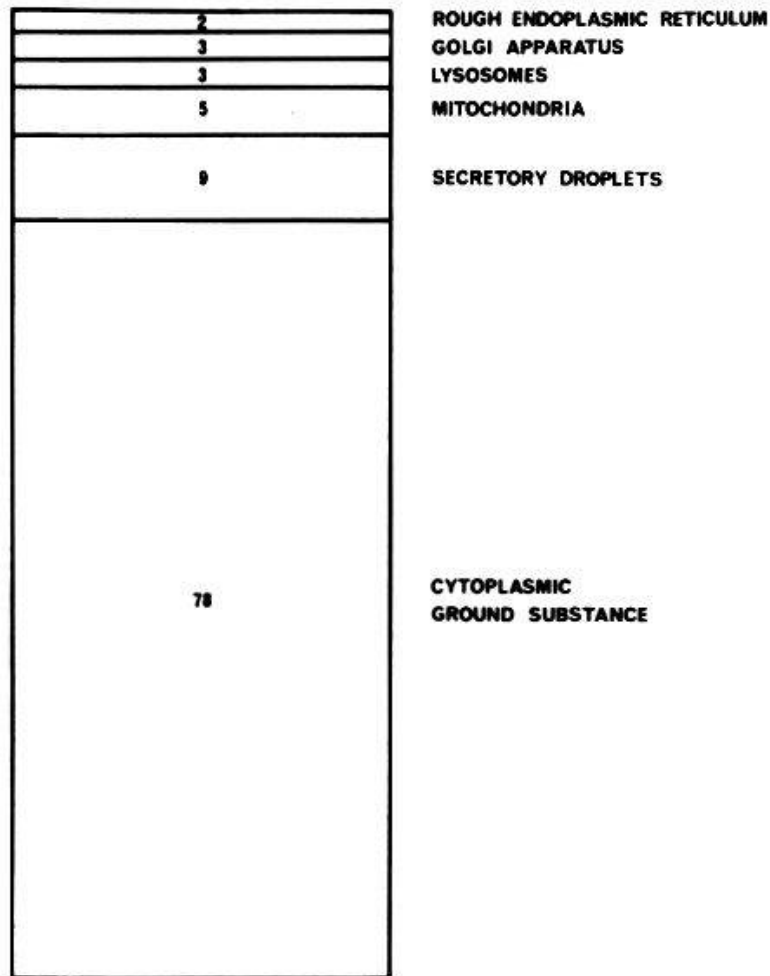 2 ROUGH ENDOPLASMIC RETICULUM
3 GOLGI APPARATUS
3 LYSOSOMES
5 MITOCHONDRIA
9 SECRETORY DROPLETS
78 CYTOPLASMIC
GROUND SUBSTANCE